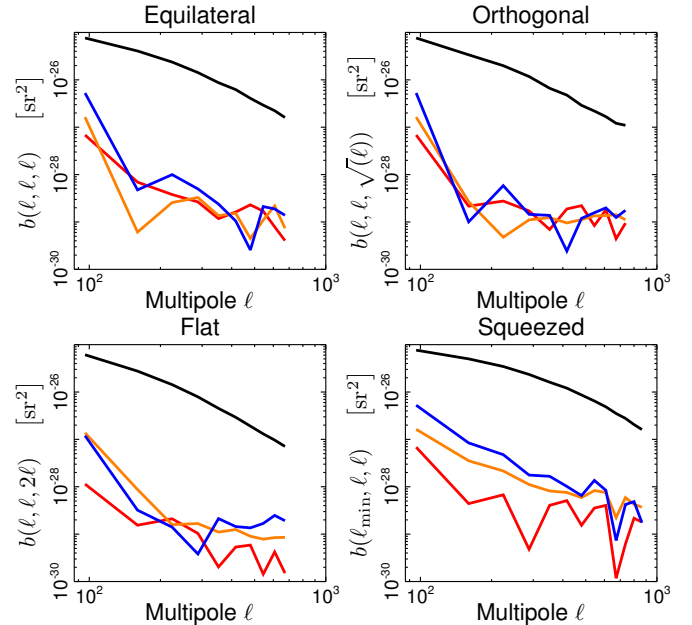 Equilateral
b(ℓ, ℓ, ℓ) [sr²]
10⁻²⁶
10⁻²⁸
10⁻³⁰
10² 10³
Multipole ℓ
Orthogonal
b(ℓ, ℓ, √(ℓ)) [sr²]
10⁻²⁶
10⁻²⁸
10⁻³⁰
10² 10³
Multipole ℓ
Flat
b(ℓ, ℓ, 2ℓ) [sr²]
10⁻²⁶
10⁻²⁸
10⁻³⁰
10² 10³
Multipole ℓ
Squeezed
b(ℓmin, ℓ, ℓ) [sr²]
10⁻²⁶
10⁻²⁸
10⁻³⁰
10² 10³
Multipole ℓ